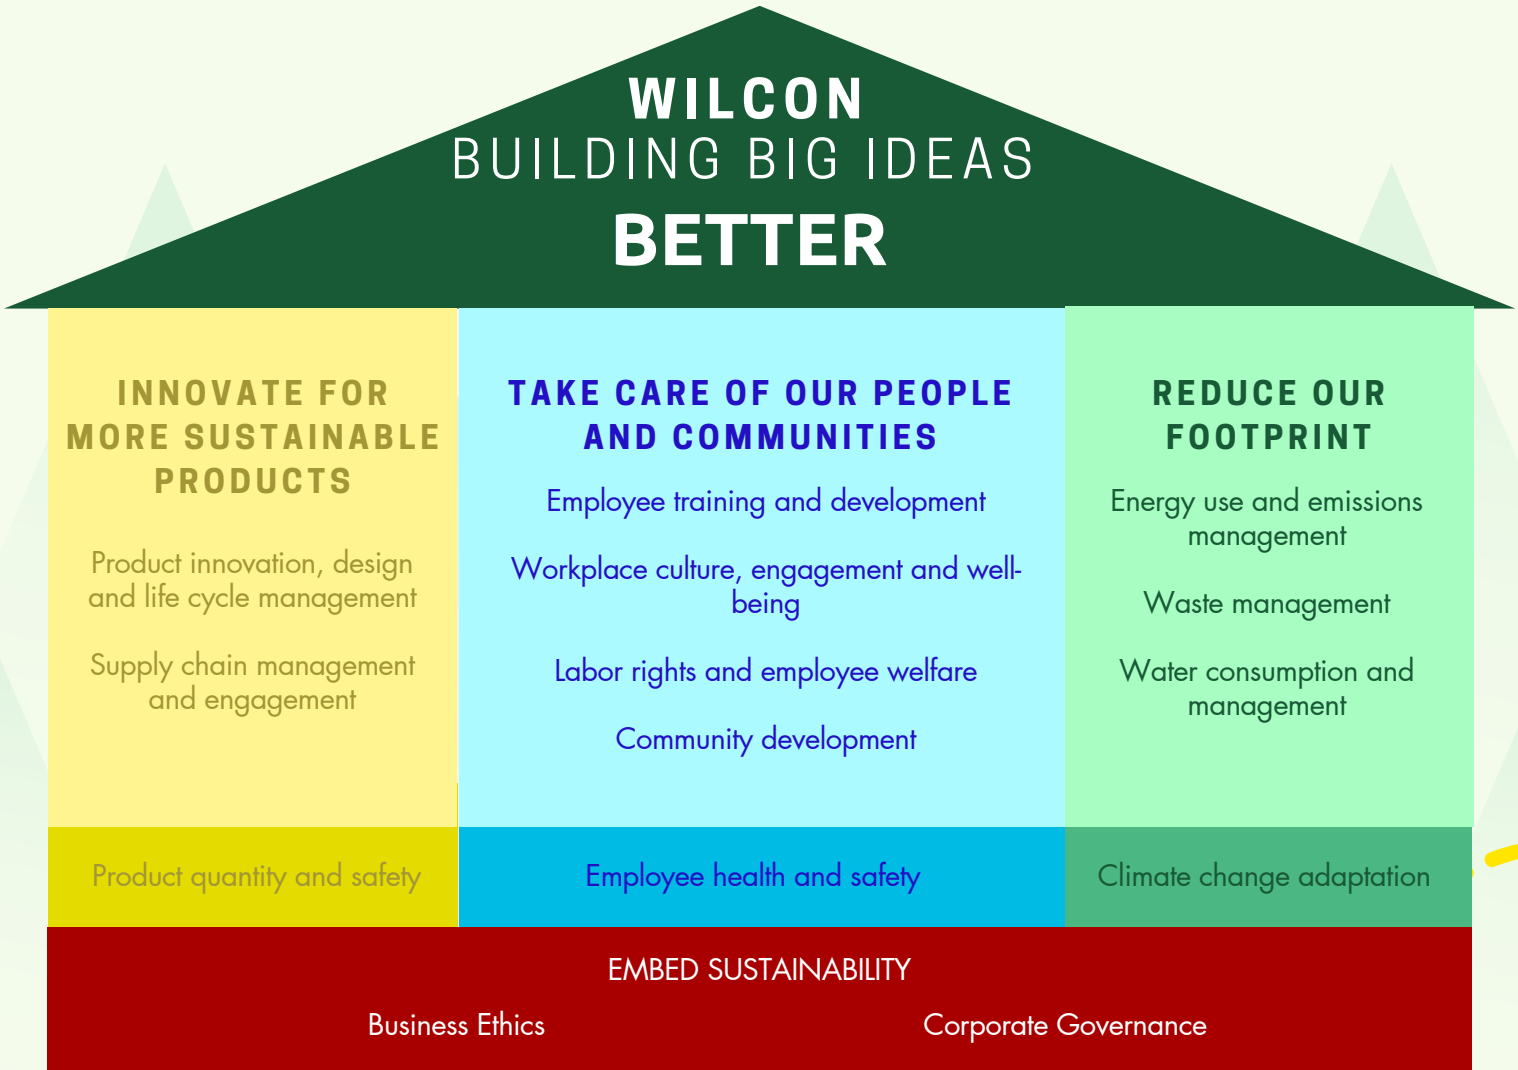 WILCON
BUILDING BIG IDEAS
BETTER
INNOVATE FOR
MORE SUSTAINABLE
PRODUCTS
Product innovation, design
and life cycle management
Supply chain management
and engagement
Product quantity and safety
TAKE CARE OF OUR PEOPLE
AND COMMUNITIES
Employee training and development
Workplace culture, engagement and well-
being
Labor rights and employee welfare
Community development
Employee health and safety
REDUCE OUR
FOOTPRINT
Energy use and emissions
management
Waste management
Water consumption and
management
Climate change adaptation
EMBED SUSTAINABILITY
Business Ethics
Corporate Governance